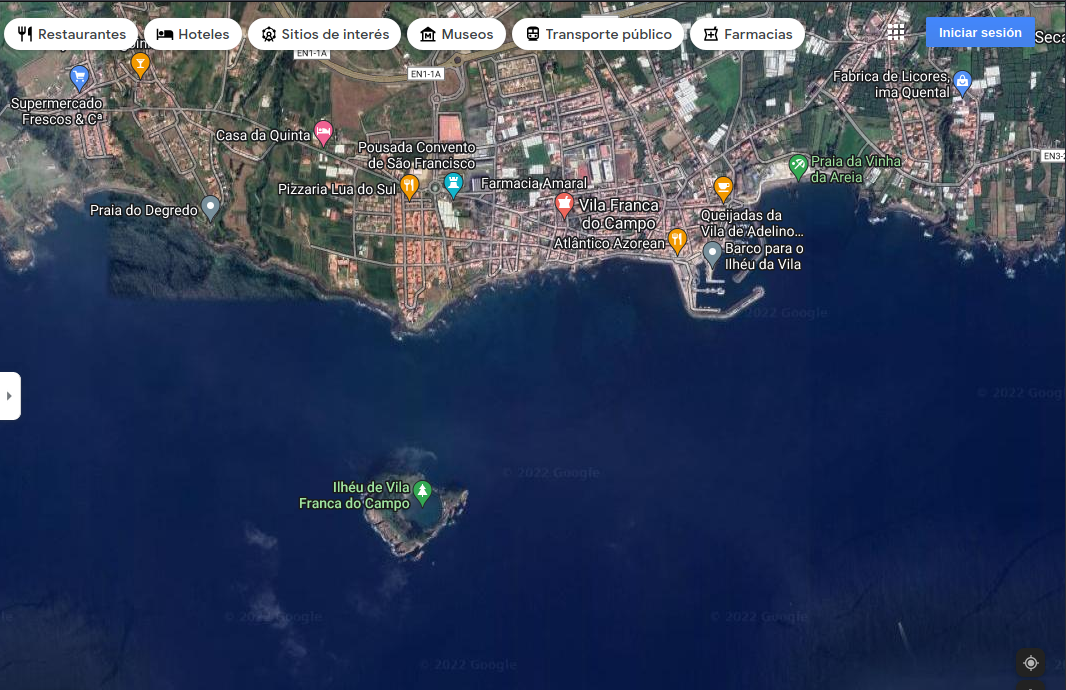 Restaurantes
Hoteles
Sitios de interés
Museos
Transporte público
Farmacias
Iniciar sesión
Seca
EN1-1A
EN1-1A
Supermercado
Frescos & Cª
Casa da Quinta
Pousada Convento
de São Francisco
Fabrica de Licores,
ima Quental
EN3-
Praia da Vinha
da Areia
Pizzaria Lua do Sul
Farmacia Amaral
Praia do Degredo
Vila Franca
do Campo
Queijadas da
Vila de Adelino...
Atlântico Azorean
Barco para o
Ilhéu da Vila
2022 Google
© 2022 Goog
© 2022 Google
Ilhéu de Vila
Franca do Campo
© 2022 Google
© 2022 Google
© 2022 Google